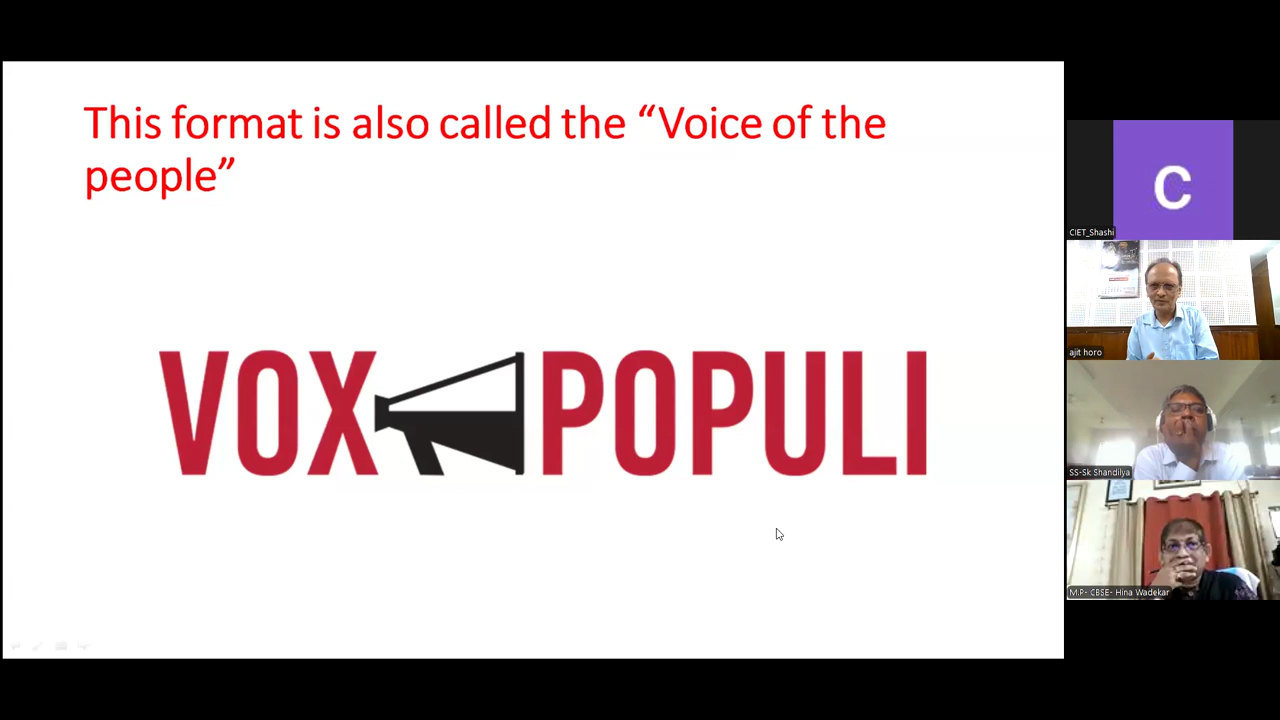 This format is also called the “Voice of the
people”
VOX POPULI
C
CIET_Shashi
ajit horo
SS-Sk Shandilya
M.P- CBSE- Hina Wadekar